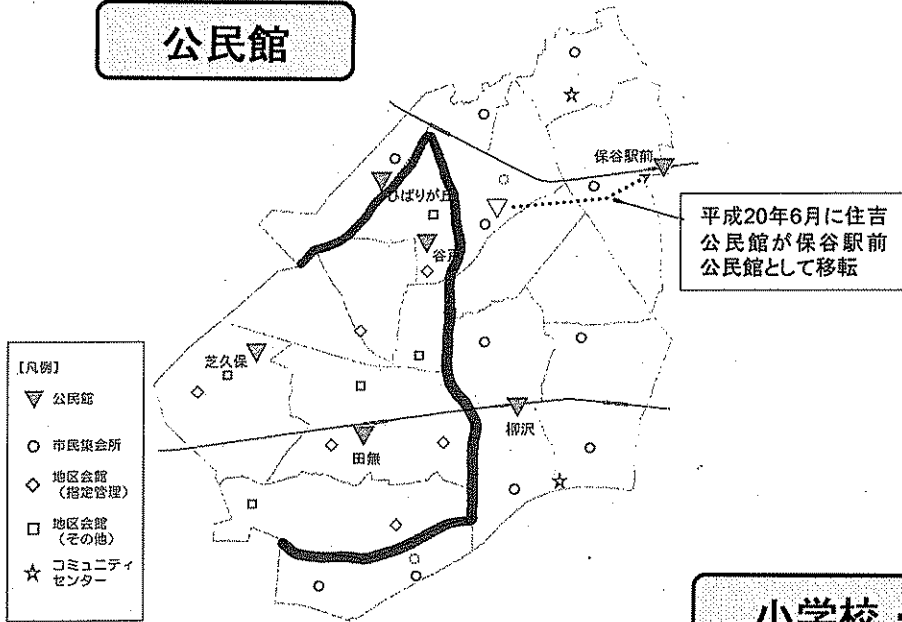 公民館
保谷駅前
ひばりが丘
平成20年6月に住吉
公民館が保谷駅前
公民館として移転
谷戸
芝久保
柳沢
田無
【凡例】
公民館
市民集会所
地区会館
（指定管理）
地区会館
（その他）
コミュニティ
センター
小学校・